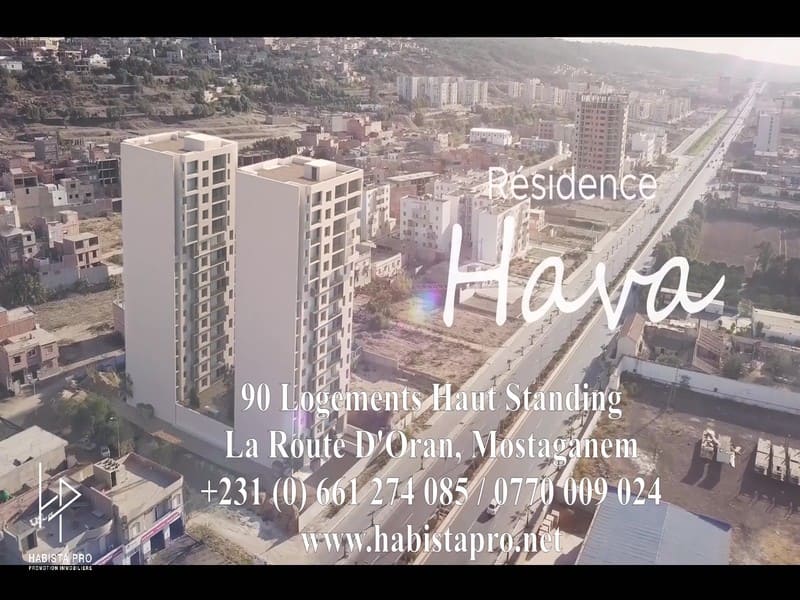 Résidence
Hava
90 Logements Haut Standing
La Route D'Oran, Mostaganem
+231 (0) 661 274 085 / 0770 009 024
www.habistapro.net
HABISTA PRO
PROMOTION IMMOBILIERE